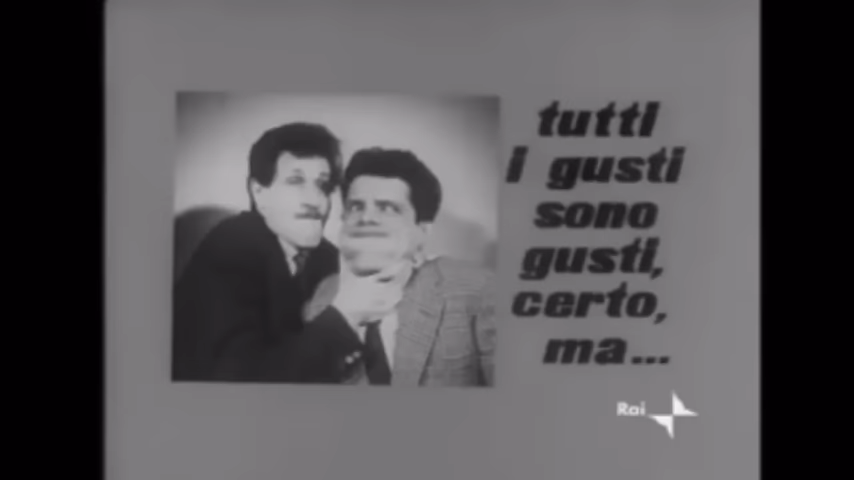 tutti
i gusti
sono
gusti,
certo,
ma...
Rai